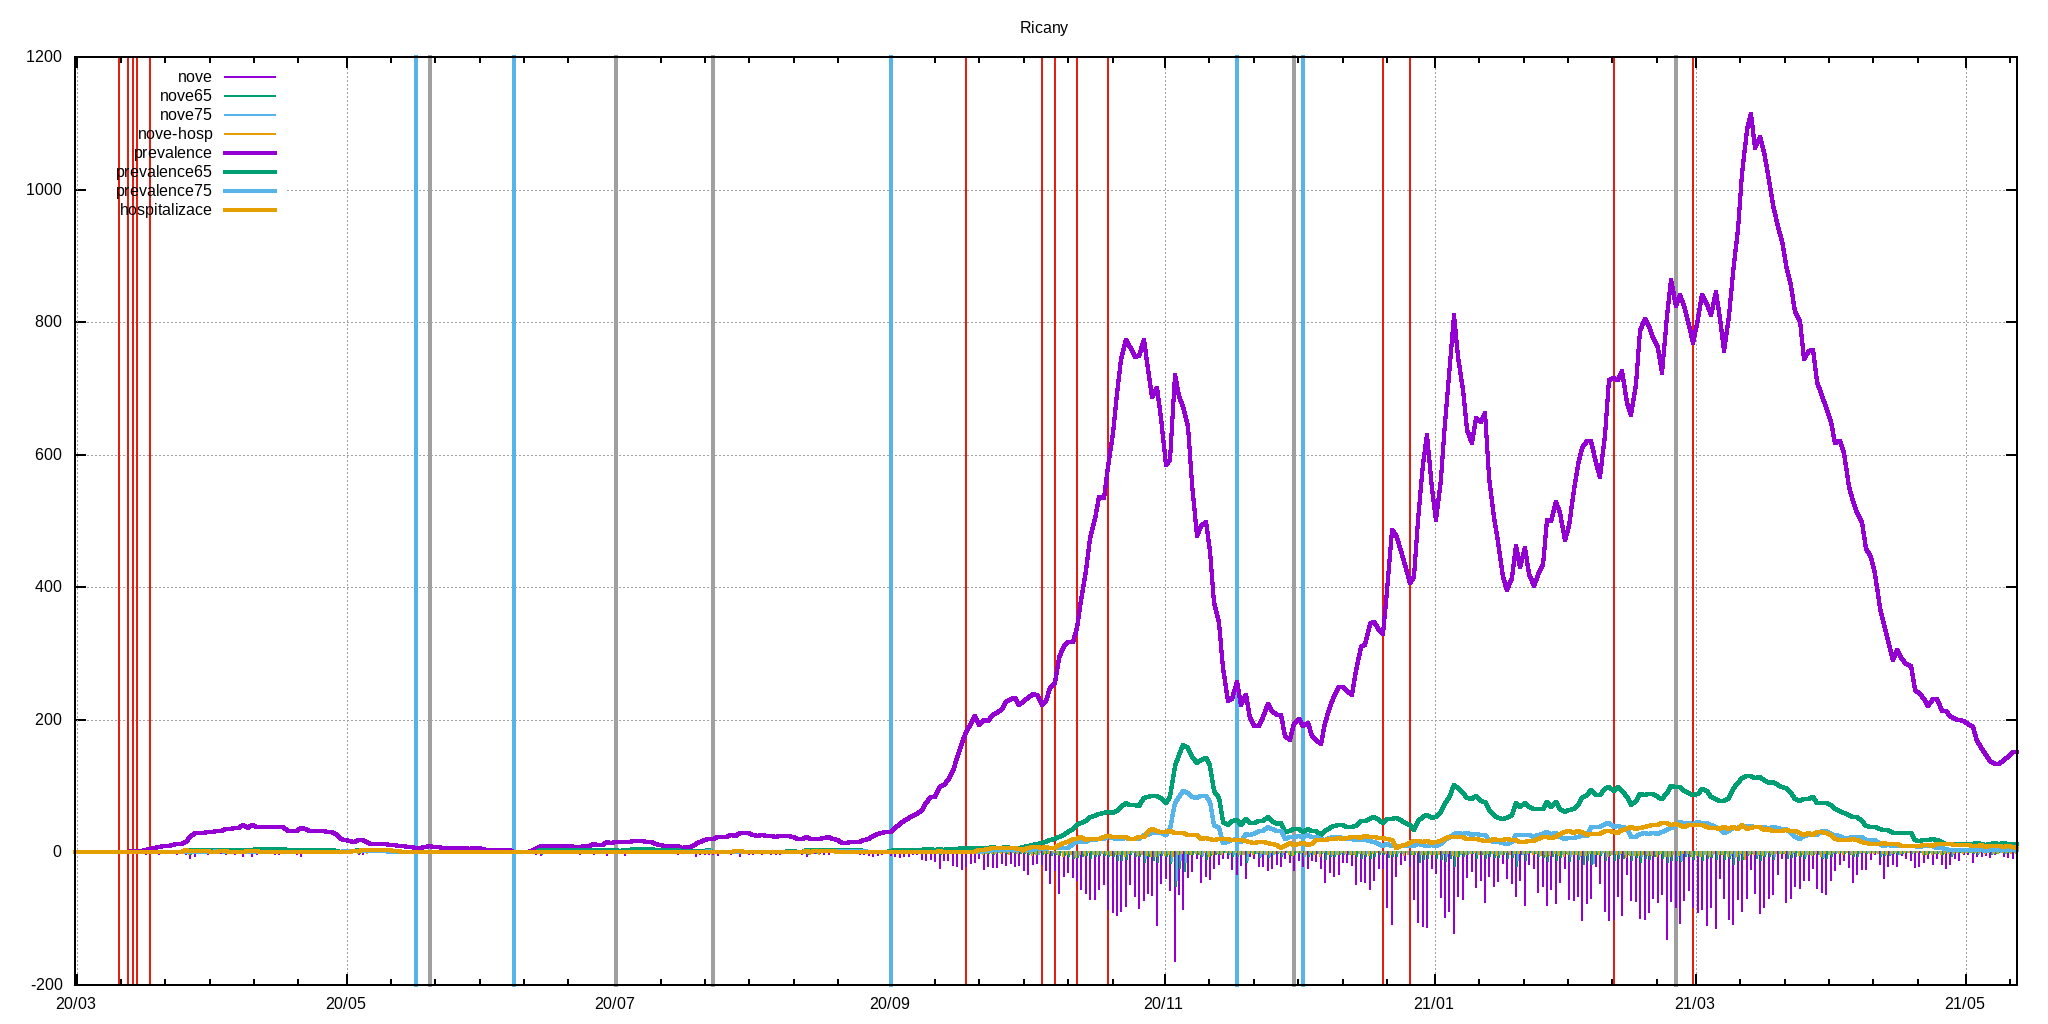 Ricany
1200
1000
800
600
400
200
0
-200
nove
nove65
nove75
nove-hosp
prevalence
prevalence65
prevalence75
hospitalizace
20/03 20/05 20/07 20/09 20/11 21/01 21/03 21/05